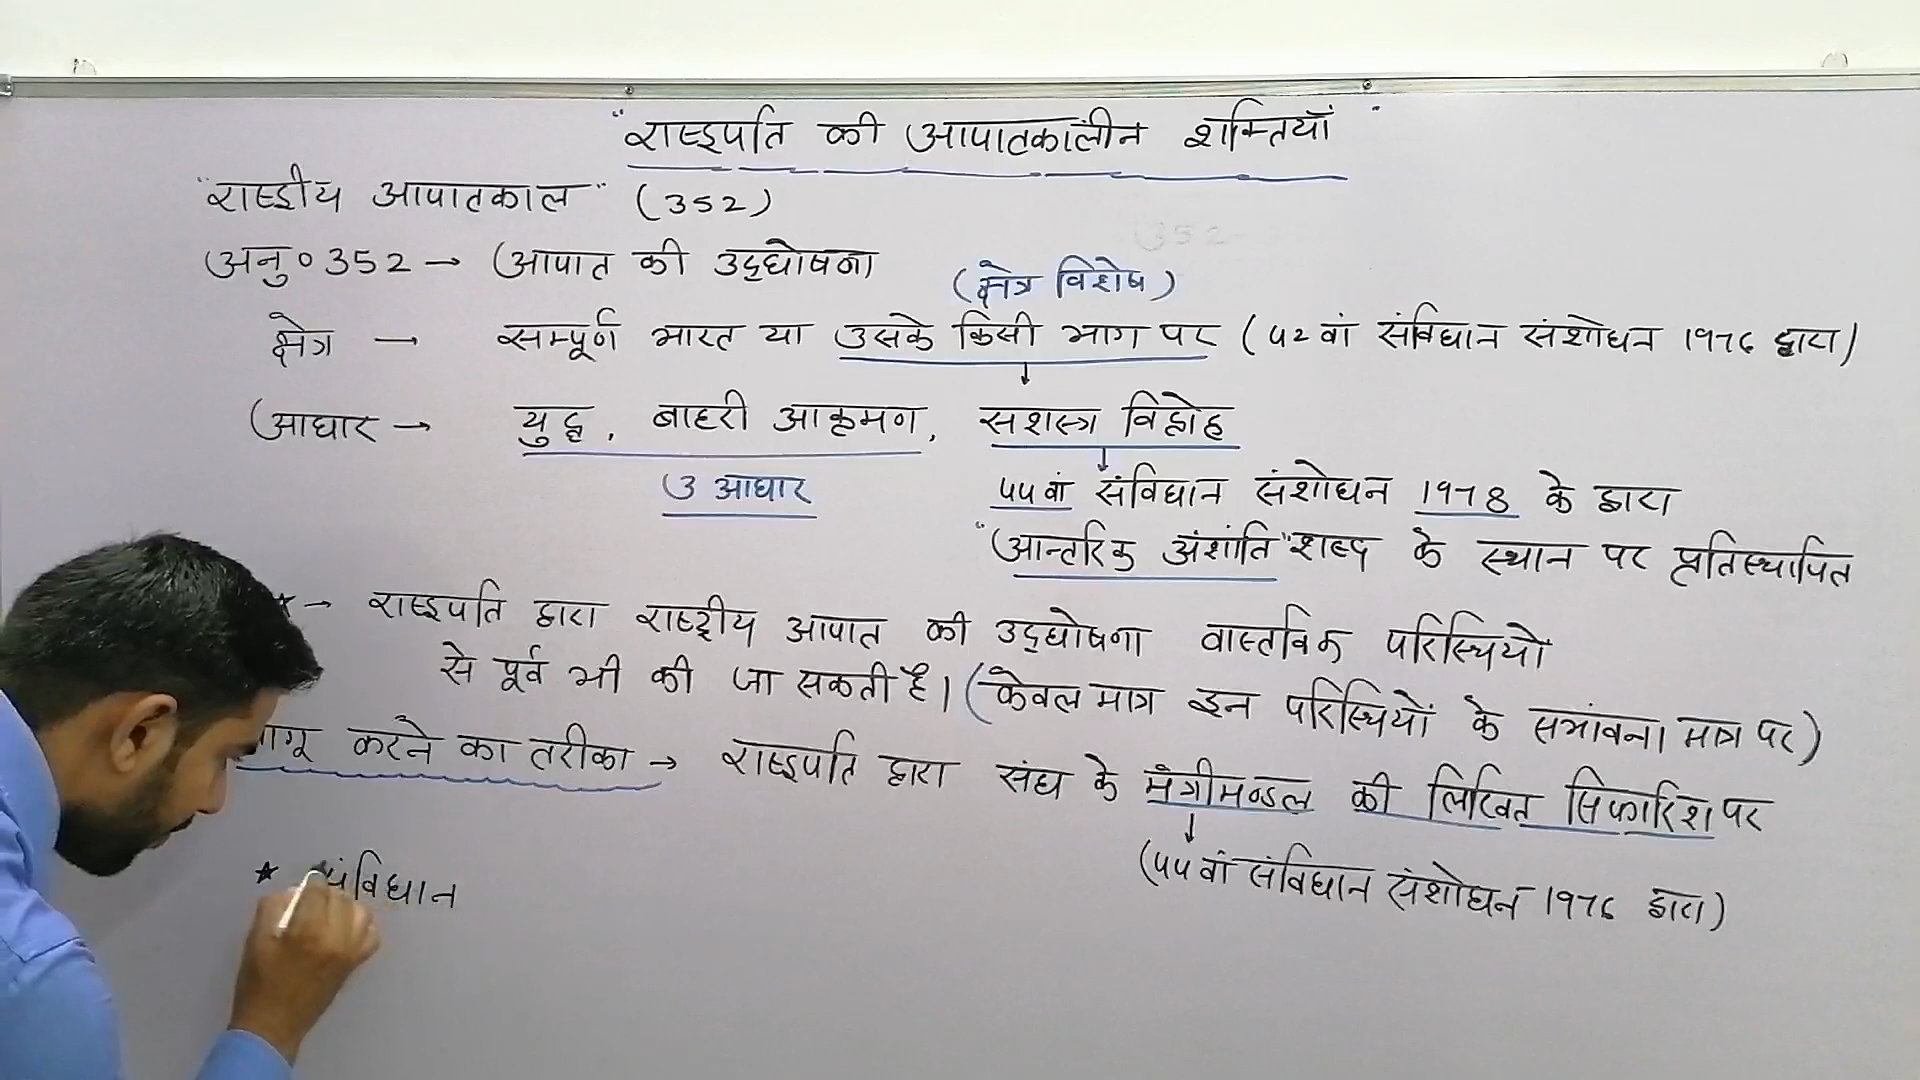 "राष्ट्रपति की आपातकालीन शक्तियाँ"
"राष्ट्रीय आपातकाल" (352)
अनु० 352 → आपात की उद्घोषणा
(क्षेत्र विशेष)
क्षेत्र → सम्पूर्ण भारत या उसके किसी भाग पर (42 वां संविधान संशोधन 1976 द्वारा)
आधार → युद्ध, बाहरी आक्रमण, सशस्त्र विद्रोह
3 आधार
44 वां संविधान संशोधन 1978 के द्वारा
"आन्तरिक अंशांति" शब्द के स्थान पर प्रतिस्थापित
★→ राष्ट्रपति द्वारा राष्ट्रीय आपात की उद्घोषणा वास्तविक परिस्थियों
से पूर्व भी की जा सकती है। (केवल मात्र इन परिस्थियों के सभांवना मात्र पर)
लागू करने का तरीका → राष्ट्रपति द्वारा संघ के मंत्रीमण्डल की लिखित सिफारिश पर
(44 वां संविधान संशोधन 1976 द्वारा)
★ संविधान